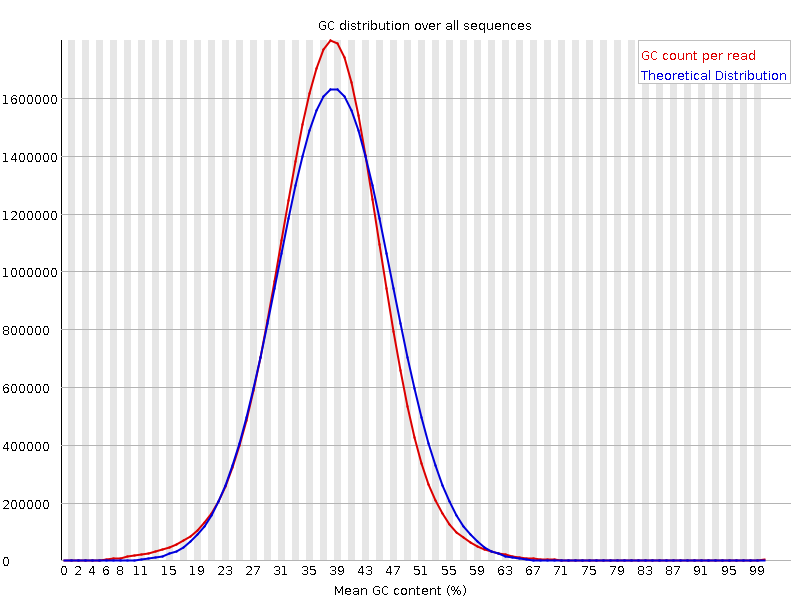 GC distribution over all sequences
GC count per read
Theoretical Distribution
1600000
1400000
1200000
1000000
800000
600000
400000
200000
0
0 2 4 6 8 11 15 19 23 27 31 35 39 43 47 51 55 59 63 67 71 75 79 83 87 91 95 99
Mean GC content (%)